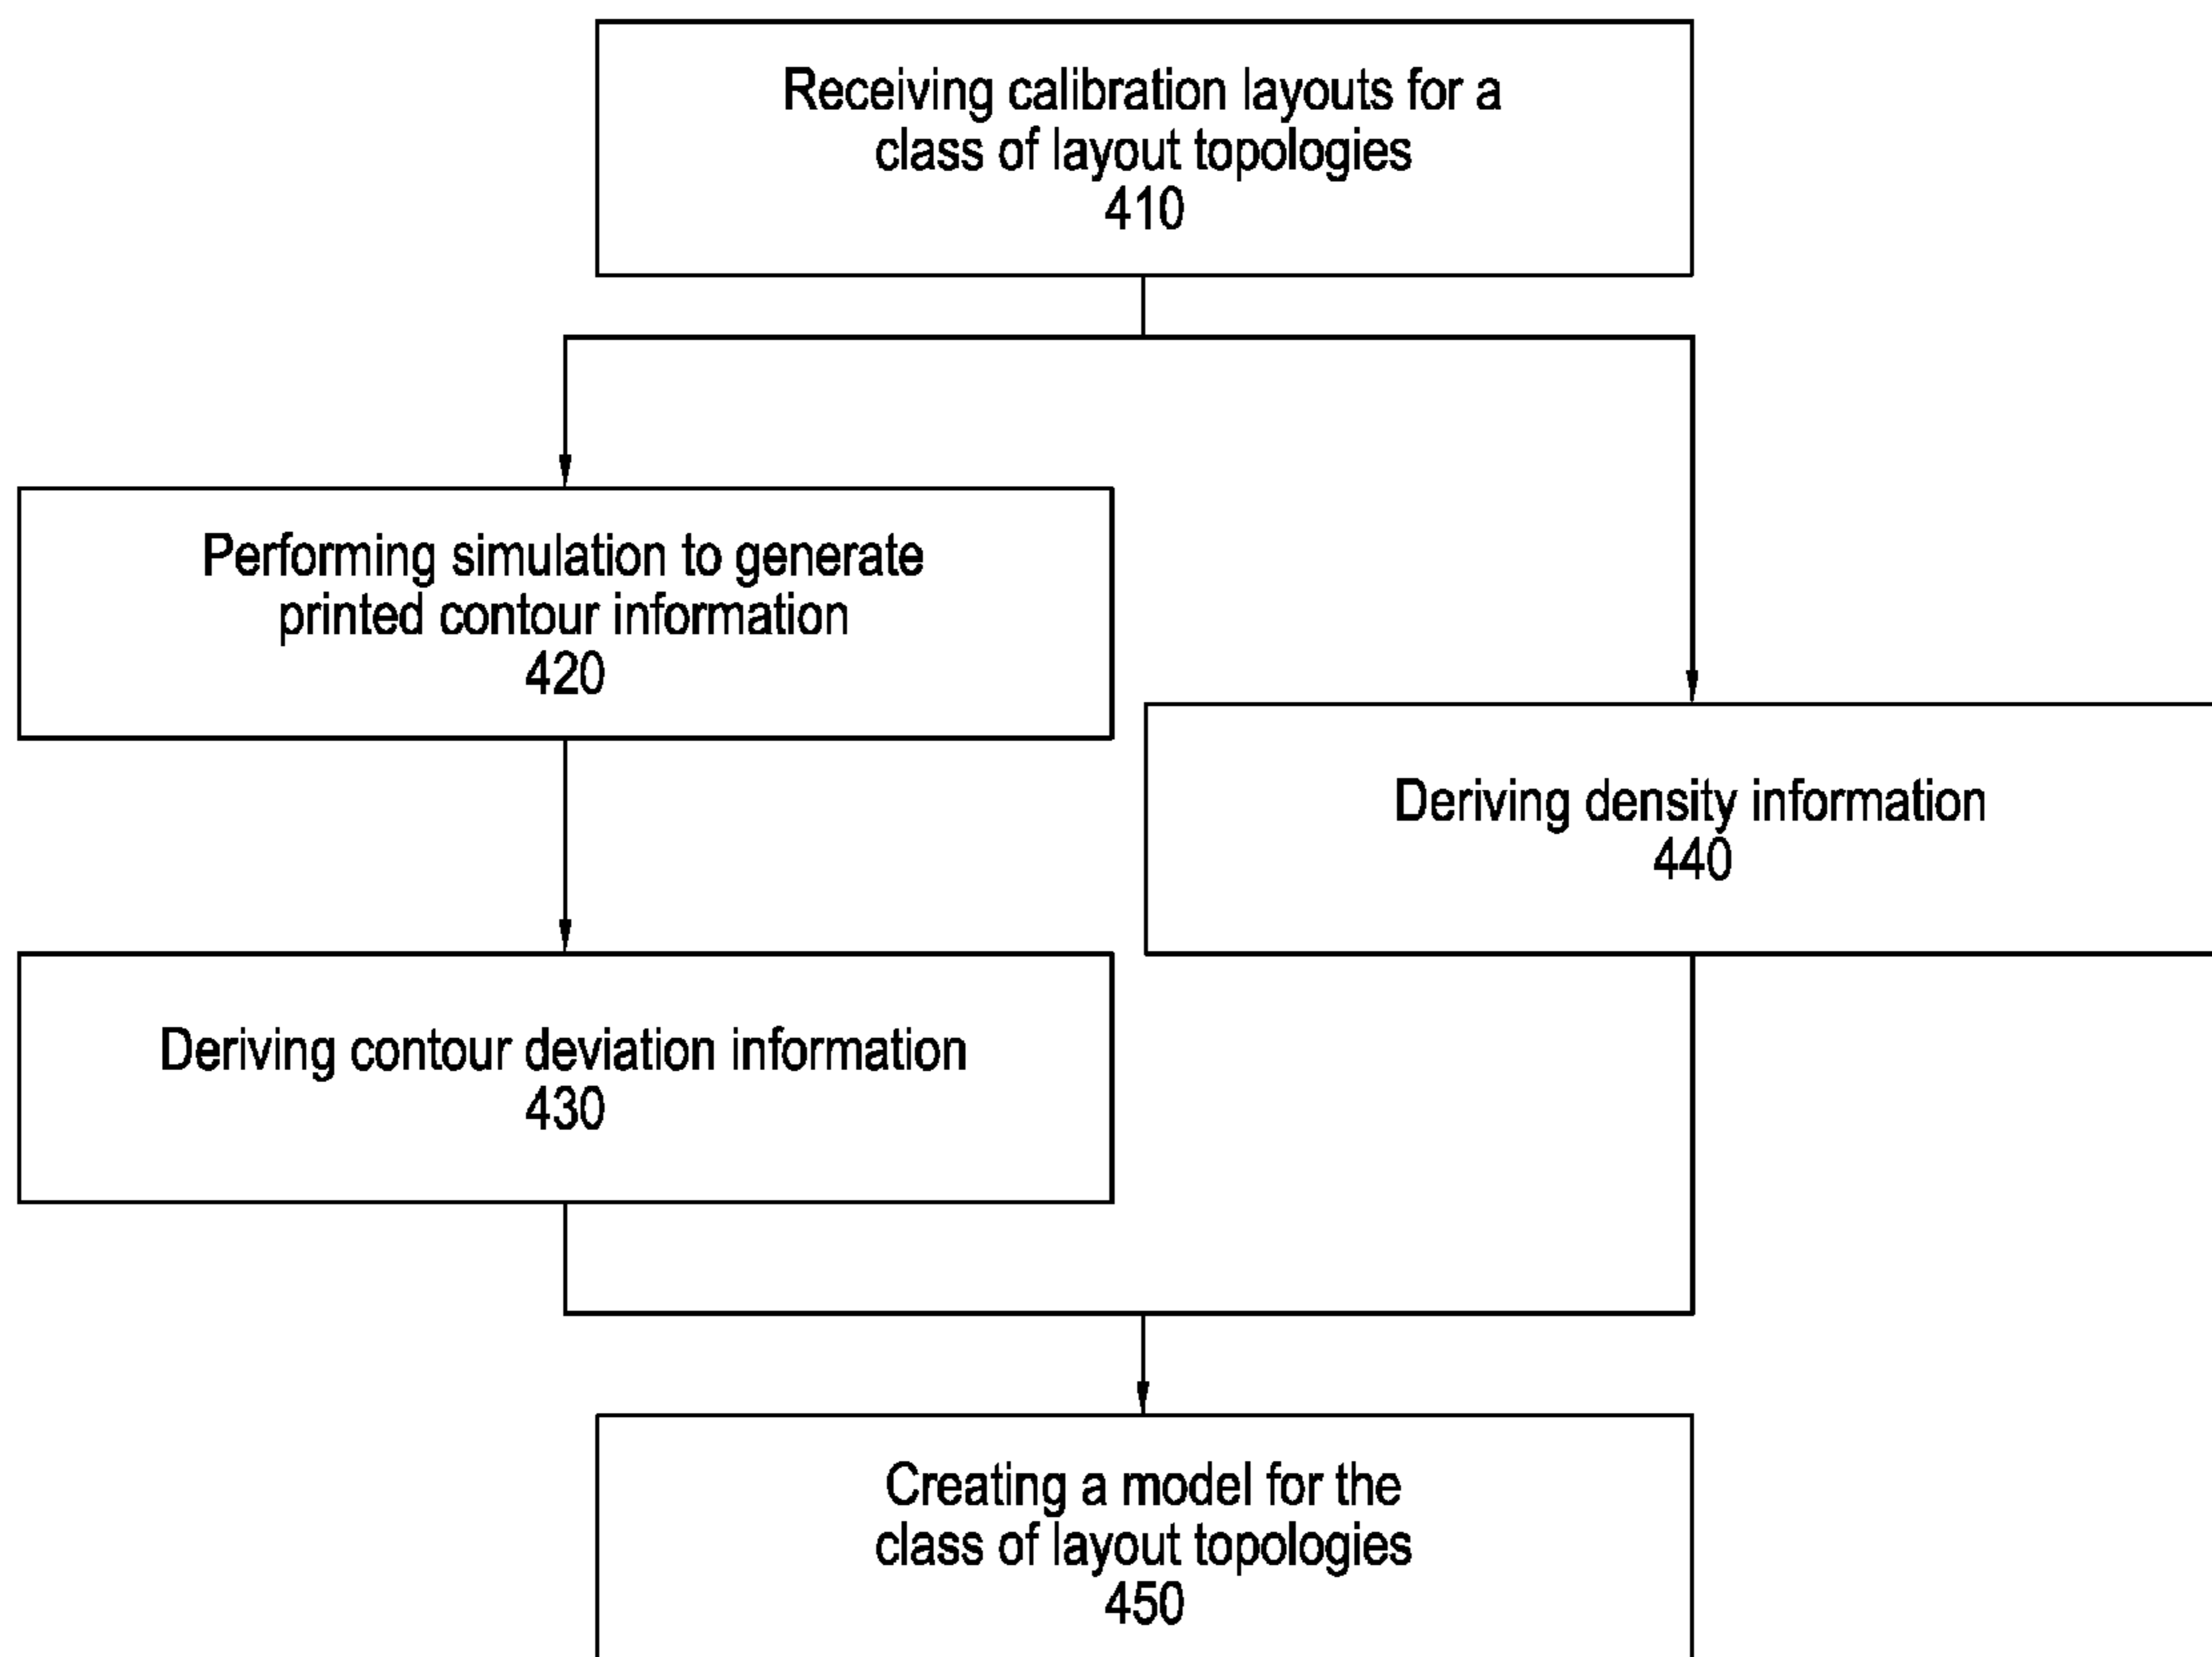 Receiving calibration layouts for a
class of layout topologies
410
Performing simulation to generate
printed contour information
420
Deriving density information
440
Deriving contour deviation information
430
Creating a model for the
class of layout topologies
450